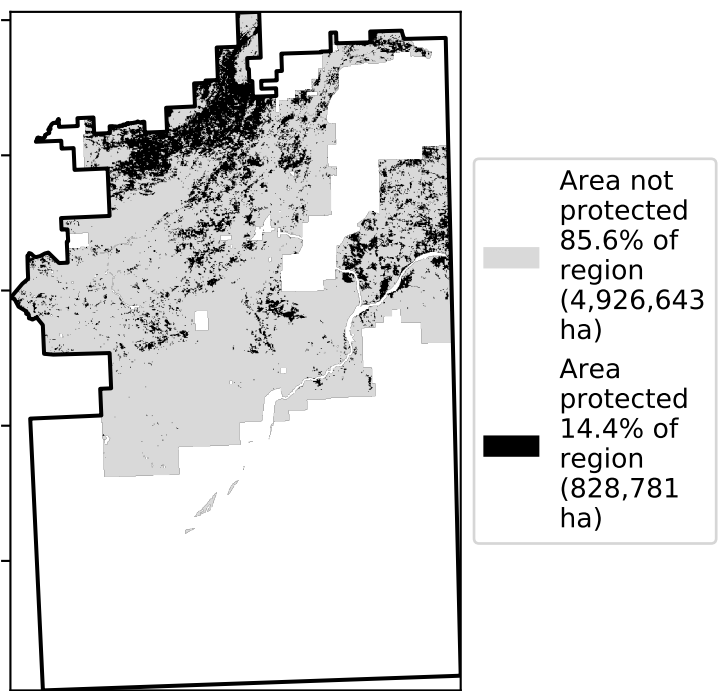 Area not
protected
85.6% of
region
(4,926,643
ha)
Area
protected
14.4% of
region
(828,781
ha)